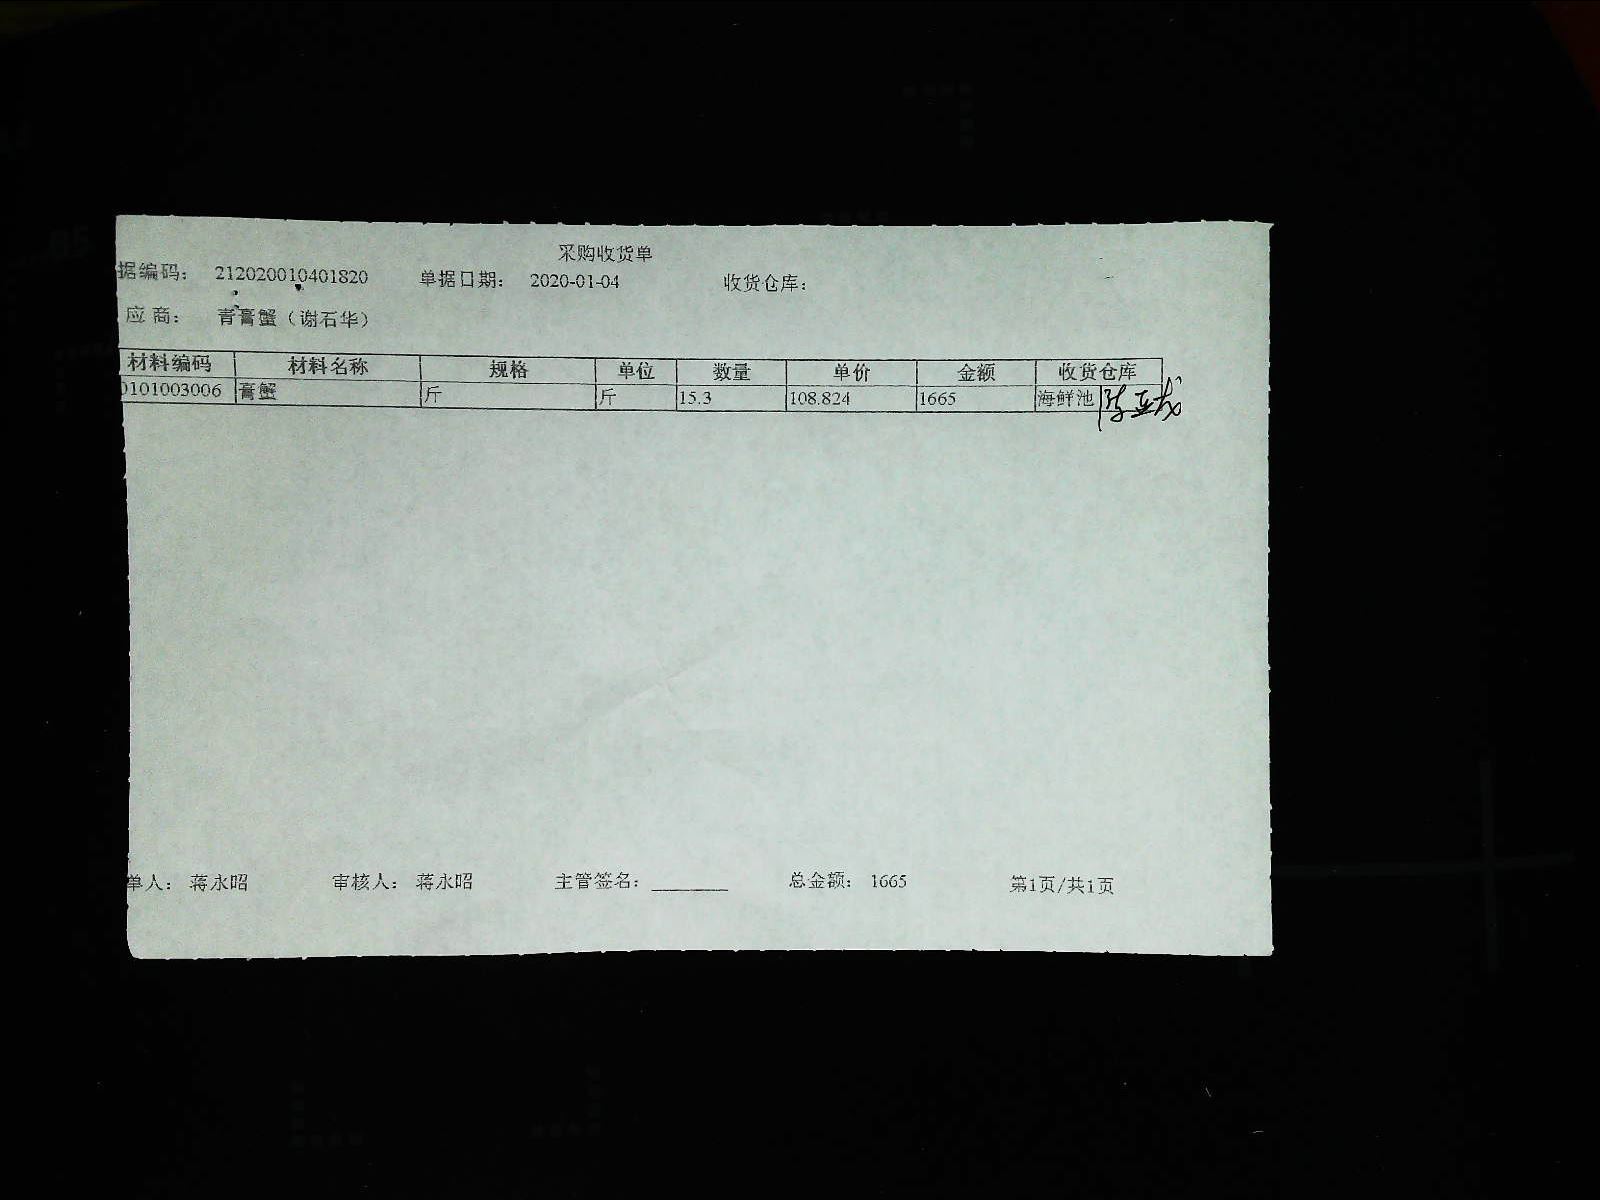 采购收货单
据编码： 212020010401820 单据日期： 2020-01-04 收货仓库：
应商： 青膏蟹（谢石华）
材料编码 材料名称 规格 单位 数量 单价 金额 收货仓库
0101003006 膏蟹 斤 斤 15.3 108.824 1665 海鲜池
单人： 蒋永昭 审核人： 蒋永昭 主管签名： 总金额： 1665 第1页/共1页